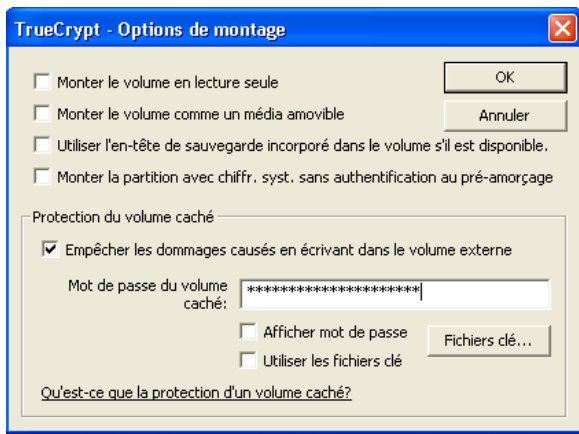 TrueCrypt - Options de montage
Monter le volume en lecture seule
OK
Monter le volume comme un média amovible
Annuler
Utiliser l'en-tête de sauvegarde incorporé dans le volume s'il est disponible.
Monter la partition avec chiffr. syst. sans authentification au pré-amorçage
Protection du volume caché
Empêcher les dommages causés en écrivant dans le volume externe
Mot de passe du volume
caché:
*********************
Afficher mot de passe
Fichiers clé...
Utiliser les fichiers clé
Qu'est-ce que la protection d'un volume caché?